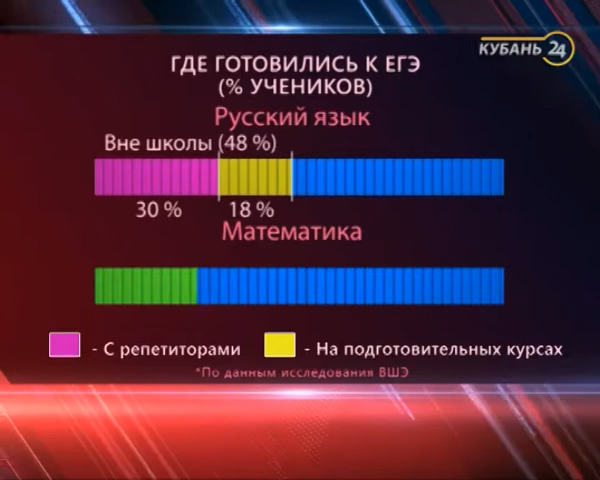 КУБАНЬ 24
ГДЕ ГОТОВИЛИСЬ К ЕГЭ
(% УЧЕНИКОВ)
Русский язык
Вне школы (48 %)
30 % 18 %
Математика
- С репетиторами - На подготовительных курсах
*По данным исследования ВШЭ